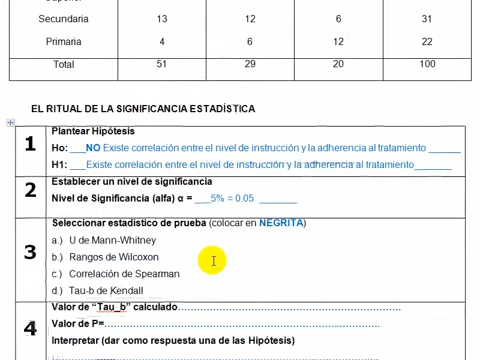 Superior
Secundaria 13 12 6 31
Primaria 4 6 12 22
Total 51 29 20 100
EL RITUAL DE LA SIGNIFICANCIA ESTADÍSTICA
1
Plantear Hipótesis
Ho: ___NO Existe correlación entre el nivel de instrucción y la adherencia al tratamiento ______
H1:___Existe correlación entre el nivel de instrucción y la adherencia al tratamiento_______
2
Establecer un nivel de significancia
Nivel de Significancia (alfa) α = ___5% = 0.05 _______
3
Seleccionar estadístico de prueba (colocar en NEGRITA)
a.) U de Mann-Whitney
b.) Rangos de Wilcoxon
c.) Correlación de Spearman
d.) Tau-b de Kendall
4
Valor de “Tau_b” calculado……………………………………………
Valor de P=……………………………………………………..
Interpretar (dar como respuesta una de las Hipótesis)